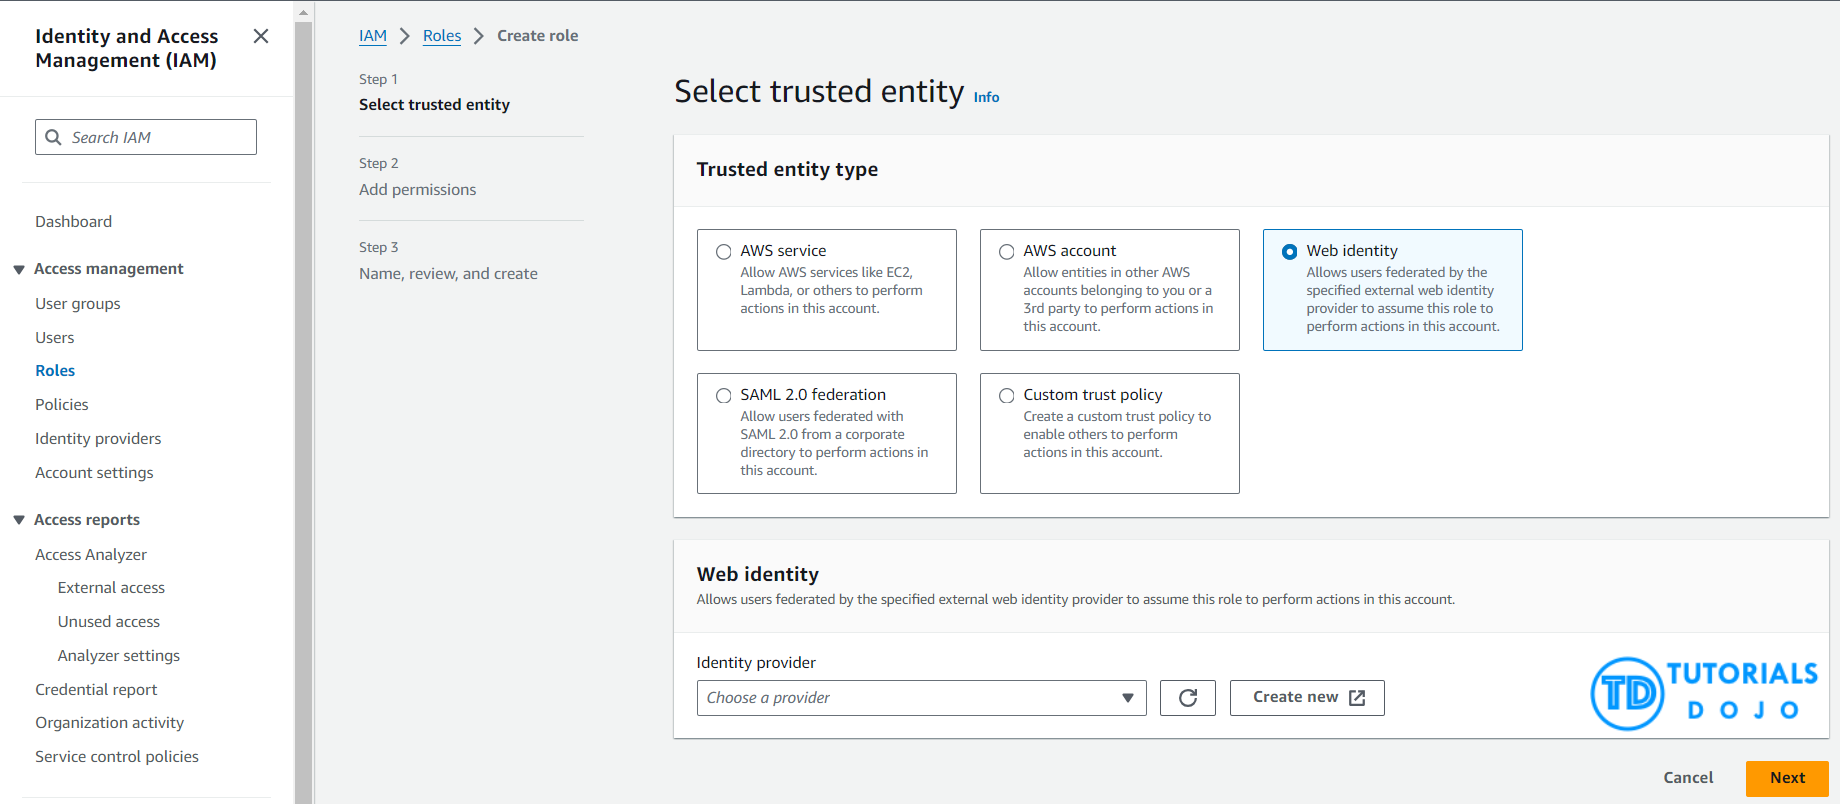 Identity and Access
Management (IAM)
Search IAM
Dashboard
Access management
User groups
Users
Roles
Policies
Identity providers
Account settings
Access reports
Access Analyzer
External access
Unused access
Analyzer settings
Credential report
Organization activity
Service control policies
IAM
Roles
Create role
Step 1
Select trusted entity
Step 2
Add permissions
Step 3
Name, review, and create
Select trusted entity Info
Trusted entity type
AWS service
Allow AWS services like EC2,
Lambda, or others to perform
actions in this account.
AWS account
Allow entities in other AWS
accounts belonging to you or a
3rd party to perform actions in
this account.
Web identity
Allows users federated by the
specified external web identity
provider to assume this role to
perform actions in this account.
SAML 2.0 federation
Allow users federated with
SAML 2.0 from a corporate
directory to perform actions in
this account.
Custom trust policy
Create a custom trust policy to
enable others to perform
actions in this account.
Web identity
Allows users federated by the specified external web identity provider to assume this role to perform actions in this account.
Identity provider
Choose a provider
Create new
TD TUTORIALS
DOJO
Cancel
Next